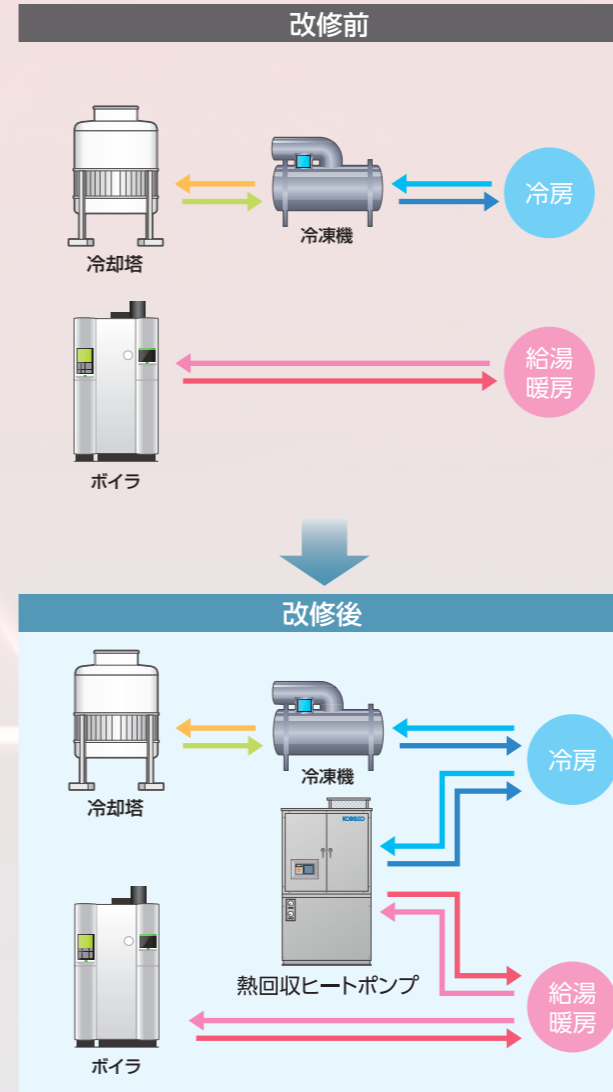 改修前
冷却塔
冷凍機
冷房
ボイラ
給湯
暖房
改修後
冷却塔
冷凍機
冷房
KOBELCO
熱回収ヒートポンプ
ボイラ
給湯
暖房